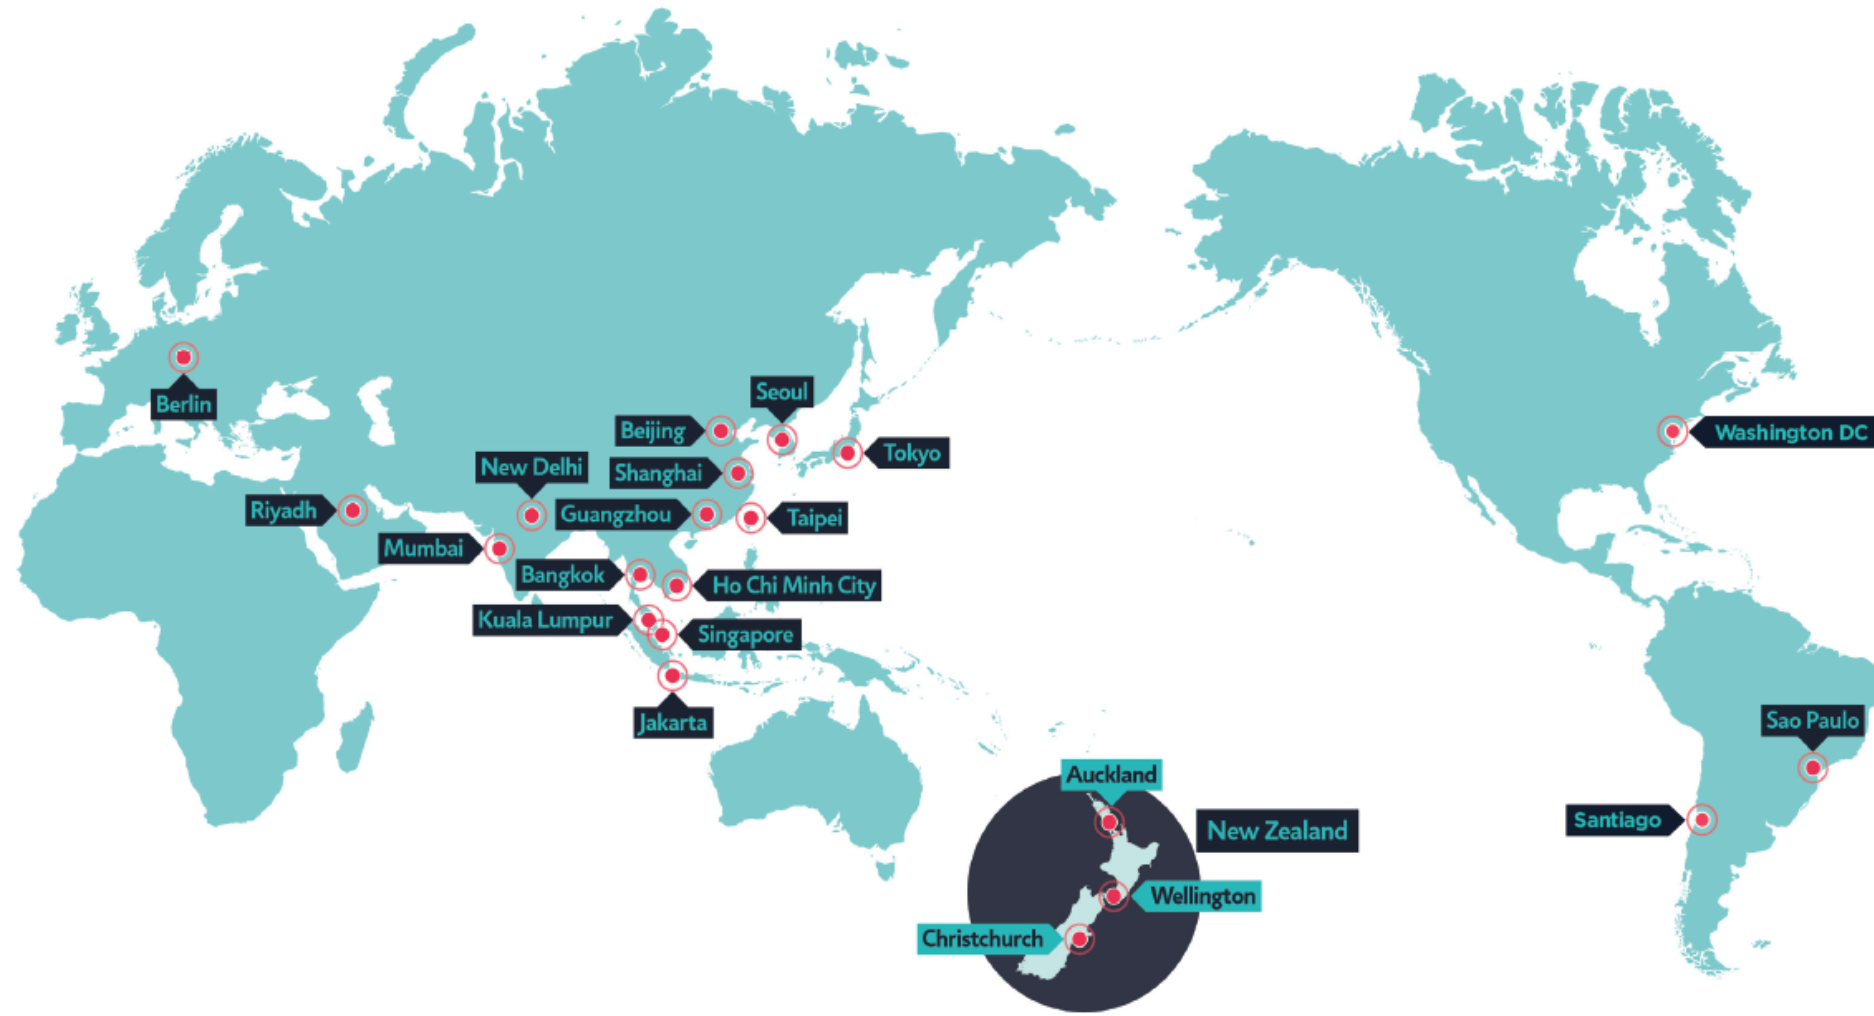 Seoul
Berlin
Beijing
Washington DC
Tokyo
New Delhi
Shanghai
Riyadh
Guangzhou
Taipei
Mumbai
Bangkok
Ho Chi Minh City
Kuala Lumpur
Singapore
Jakarta
Sao Paulo
Auckland
Santiago
New Zealand
Wellington
Christchurch